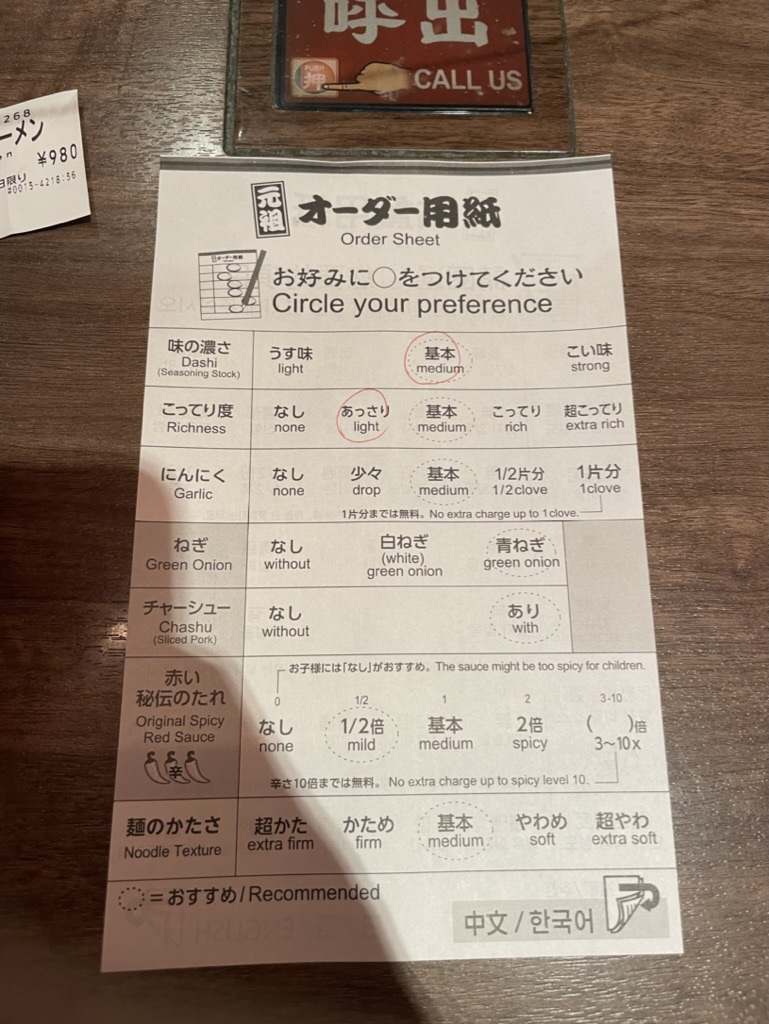 呼出
PUSH
押
CALL US
268
ーメン
¥980
元祖
オーダー用紙
Order Sheet
オーダー用紙
お好みに○をつけてください
Circle your preference
味の濃さ
Dashi
(Seasoning Stock)
うす味
light
基本
medium
こい味
strong
こってり度
Richness
なし
none
あっさり
light
基本
medium
こってり
rich
超こってり
extra rich
にんにく
Garlic
なし
none
少々
drop
基本
medium
1/2片分
1/2clove
1片分
1clove
1片分までは無料。No extra charge up to 1clove.
ねぎ
Green Onion
なし
without
白ねぎ
(white)
green onion
青ねぎ
green onion
チャーシュー
Chashu
(Sliced Pork)
なし
without
あり
with
赤い
秘伝のたれ
Original Spicy
Red Sauce
辛
お子様には「なし」がおすすめ。The sauce might be too spicy for children.
0
なし
none
1/2
1/2倍
mild
1
基本
medium
2
2倍
spicy
3-10
( )倍
3〜10x
辛さ10倍までは無料。No extra charge up to spicy level 10.
麺のかたさ
Noodle Texture
超かた
extra firm
かため
firm
基本
medium
やわめ
soft
超やわ
extra soft
=おすすめ/Recommended
中文/한국어